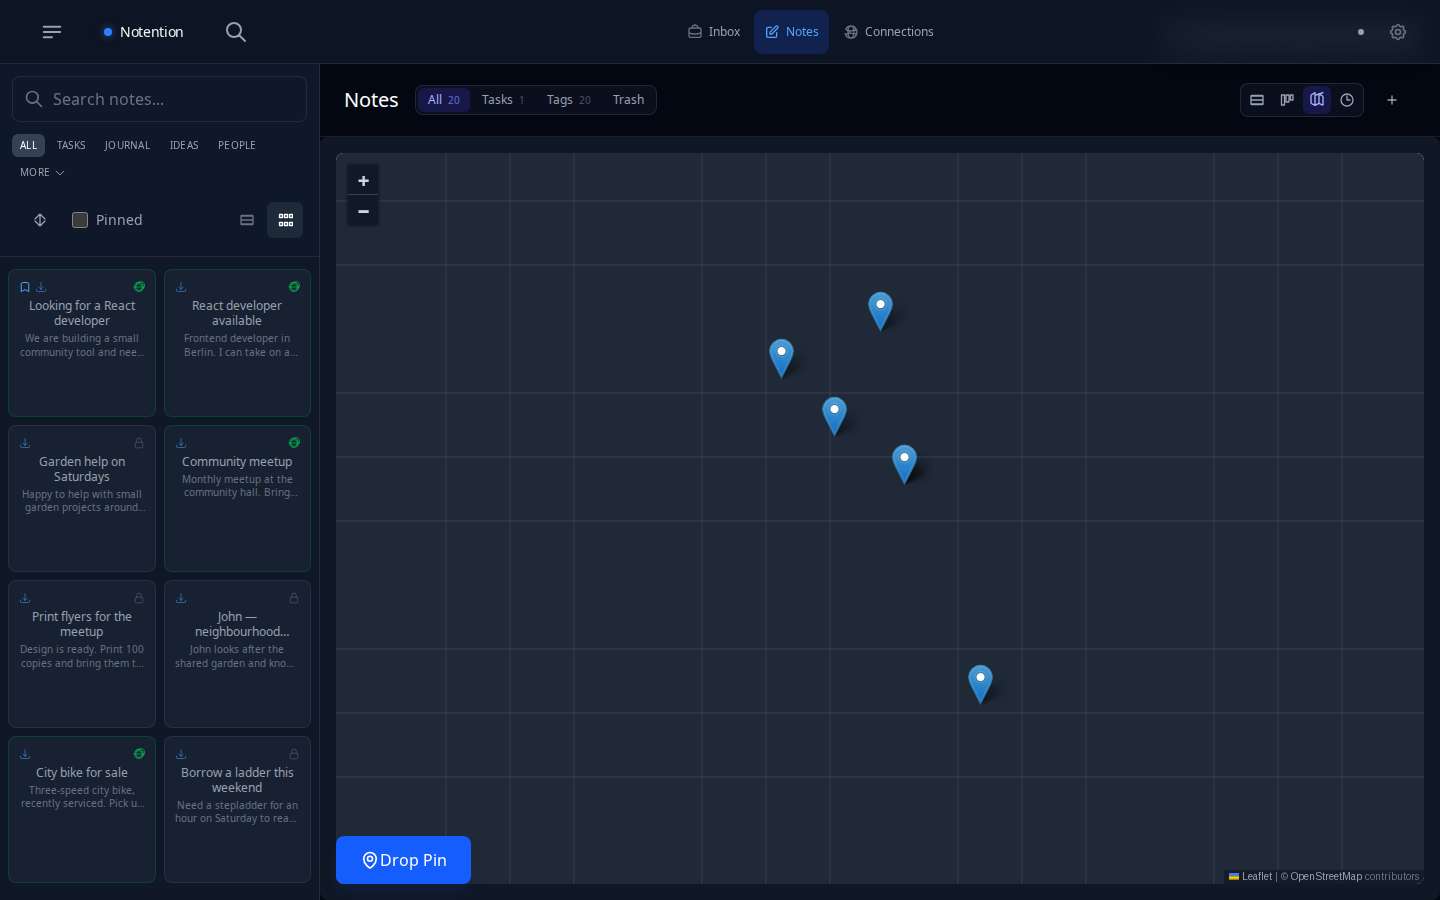 Notention
Inbox
Notes
Connections
Search notes...
ALL
TASKS
JOURNAL
IDEAS
PEOPLE
MORE
Pinned
Looking for a React
developer
We are building a small
community tool and nee...
React developer
available
Frontend developer in
Berlin. I can take on a...
Garden help on
Saturdays
Happy to help with small
garden projects around...
Community meetup
Monthly meetup at the
community hall. Bring...
Print flyers for the
meetup
Design is ready. Print 100
copies and bring them t...
John —
neighbourhood...
John looks after the
shared garden and kno...
City bike for sale
Three-speed city bike,
recently serviced. Pick u...
Borrow a ladder this
weekend
Need a stepladder for an
hour on Saturday to rea...
Notes
All 20
Tasks 1
Tags 20
Trash
+
+
−
Drop Pin
Leaflet | © OpenStreetMap contributors